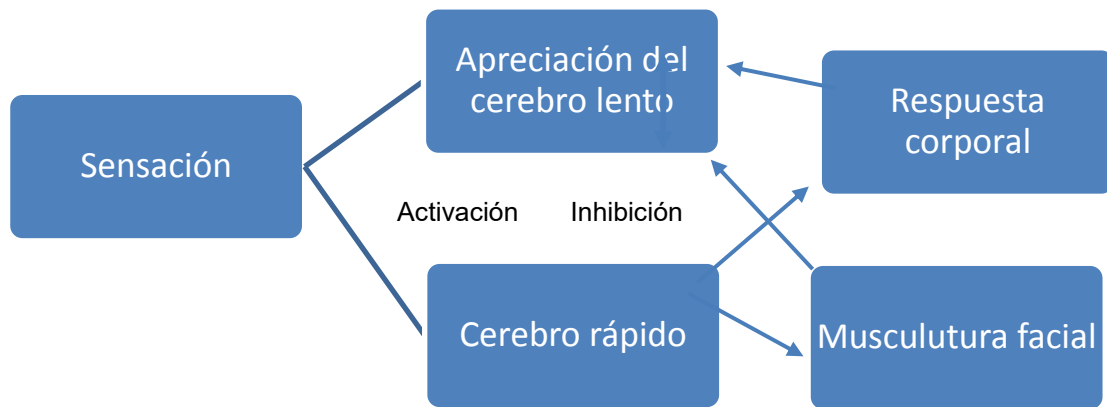 Sensación
Apreciación del
cerebro lento
Respuesta
corporal
Activación
Inhibición
Cerebro rápido
Musculutura facial